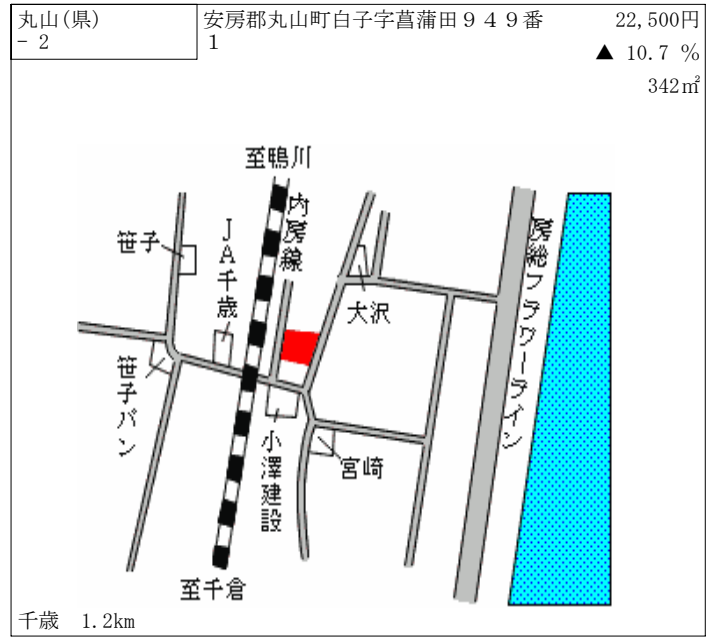 丸山(県)
- 2
安房郡丸山町白子字菖蒲田９４９番
１
22,500円
▲ 10.7 %
342㎡
至鴨川
内房線
笹子
ＪＡ千歳
大沢
房総フラワーライン
笹子パン
小澤建設
宮崎
至千倉
千歳　1.2km